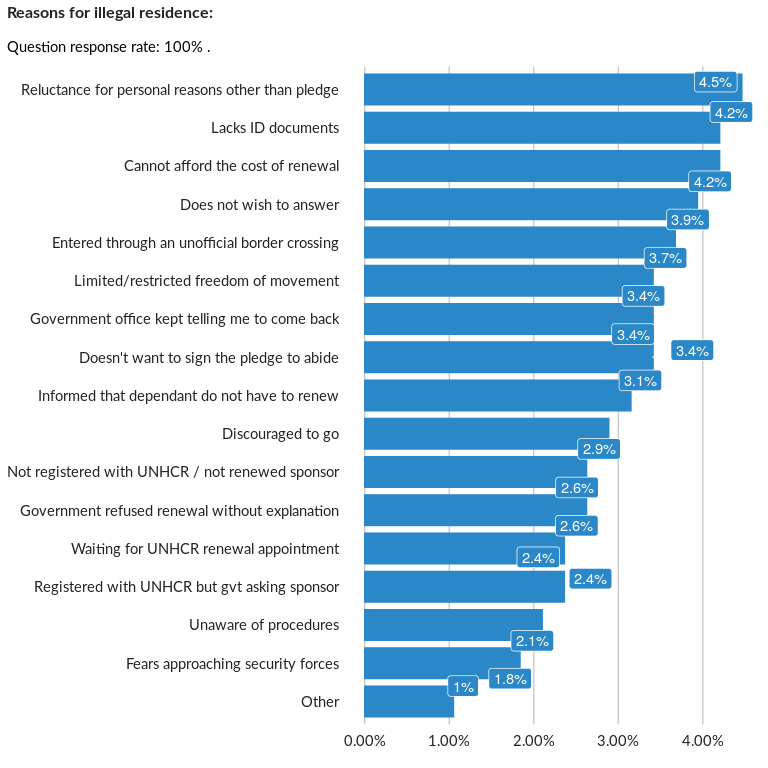 Reasons for illegal residence:
Question response rate: 100% .
Reluctance for personal reasons other than pledge
4.5%
Lacks ID documents
4.2%
Cannot afford the cost of renewal
4.2%
Does not wish to answer
3.9%
Entered through an unofficial border crossing
3.7%
Limited/restricted freedom of movement
3.4%
Government office kept telling me to come back
3.4%
Doesn't want to sign the pledge to abide
3.4%
Informed that dependant do not have to renew
3.1%
Discouraged to go
2.9%
Not registered with UNHCR / not renewed sponsor
2.6%
Government refused renewal without explanation
2.6%
Waiting for UNHCR renewal appointment
2.4%
Registered with UNHCR but gvt asking sponsor
2.4%
Unaware of procedures
2.1%
Fears approaching security forces
1.8%
Other
1%
0.00% 1.00% 2.00% 3.00% 4.00%